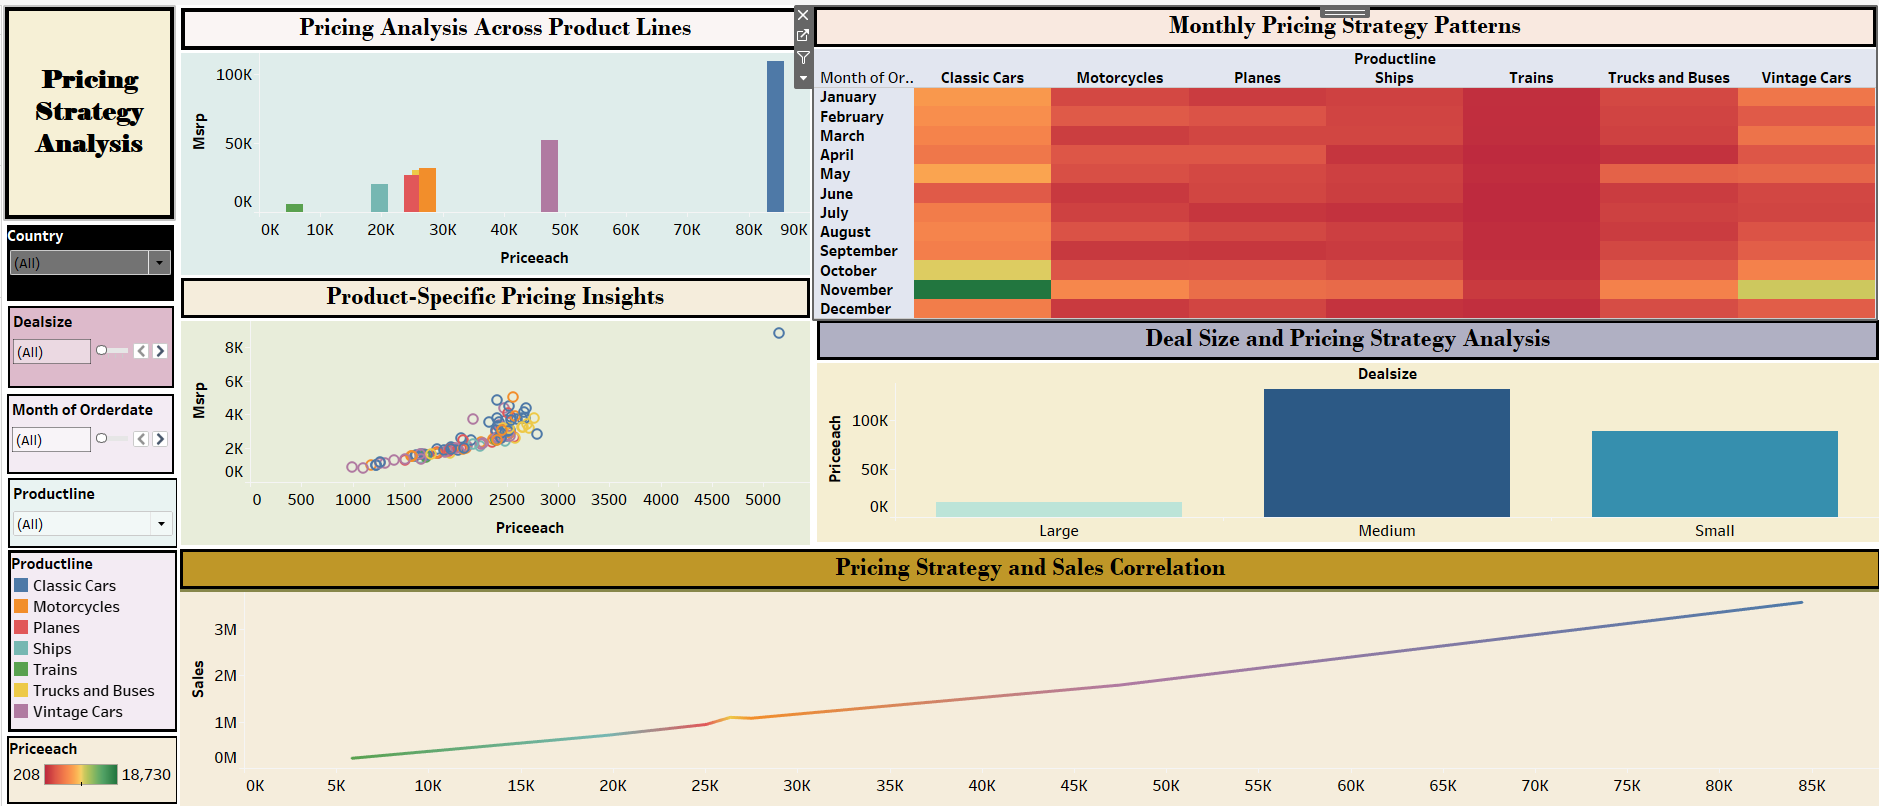 Pricing
Strategy
Analysis
Country
(All)
Dealsize
(All)
Month of Orderdate
(All)
Productline
(All)
Productline
Classic Cars
Motorcycles
Planes
Ships
Trains
Trucks and Buses
Vintage Cars
Priceeach
208 18,730
Pricing Analysis Across Product Lines
Msrp
100K
50K
0K
0K 10K 20K 30K 40K 50K 60K 70K 80K 90K
Priceeach
Product-Specific Pricing Insights
Msrp
8K
6K
4K
2K
0K
0 500 1000 1500 2000 2500 3000 3500 4000 4500 5000
Priceeach
Monthly Pricing Strategy Patterns
Productline
Month of Or.. Classic Cars Motorcycles Planes Ships Trains Trucks and Buses Vintage Cars
January
February
March
April
May
June
July
August
September
October
November
December
Deal Size and Pricing Strategy Analysis
Dealsize
Priceeach
100K
50K
0K
Large Medium Small
Pricing Strategy and Sales Correlation
Sales
3M
2M
1M
0M
0K 5K 10K 15K 20K 25K 30K 35K 40K 45K 50K 55K 60K 65K 70K 75K 80K 85K